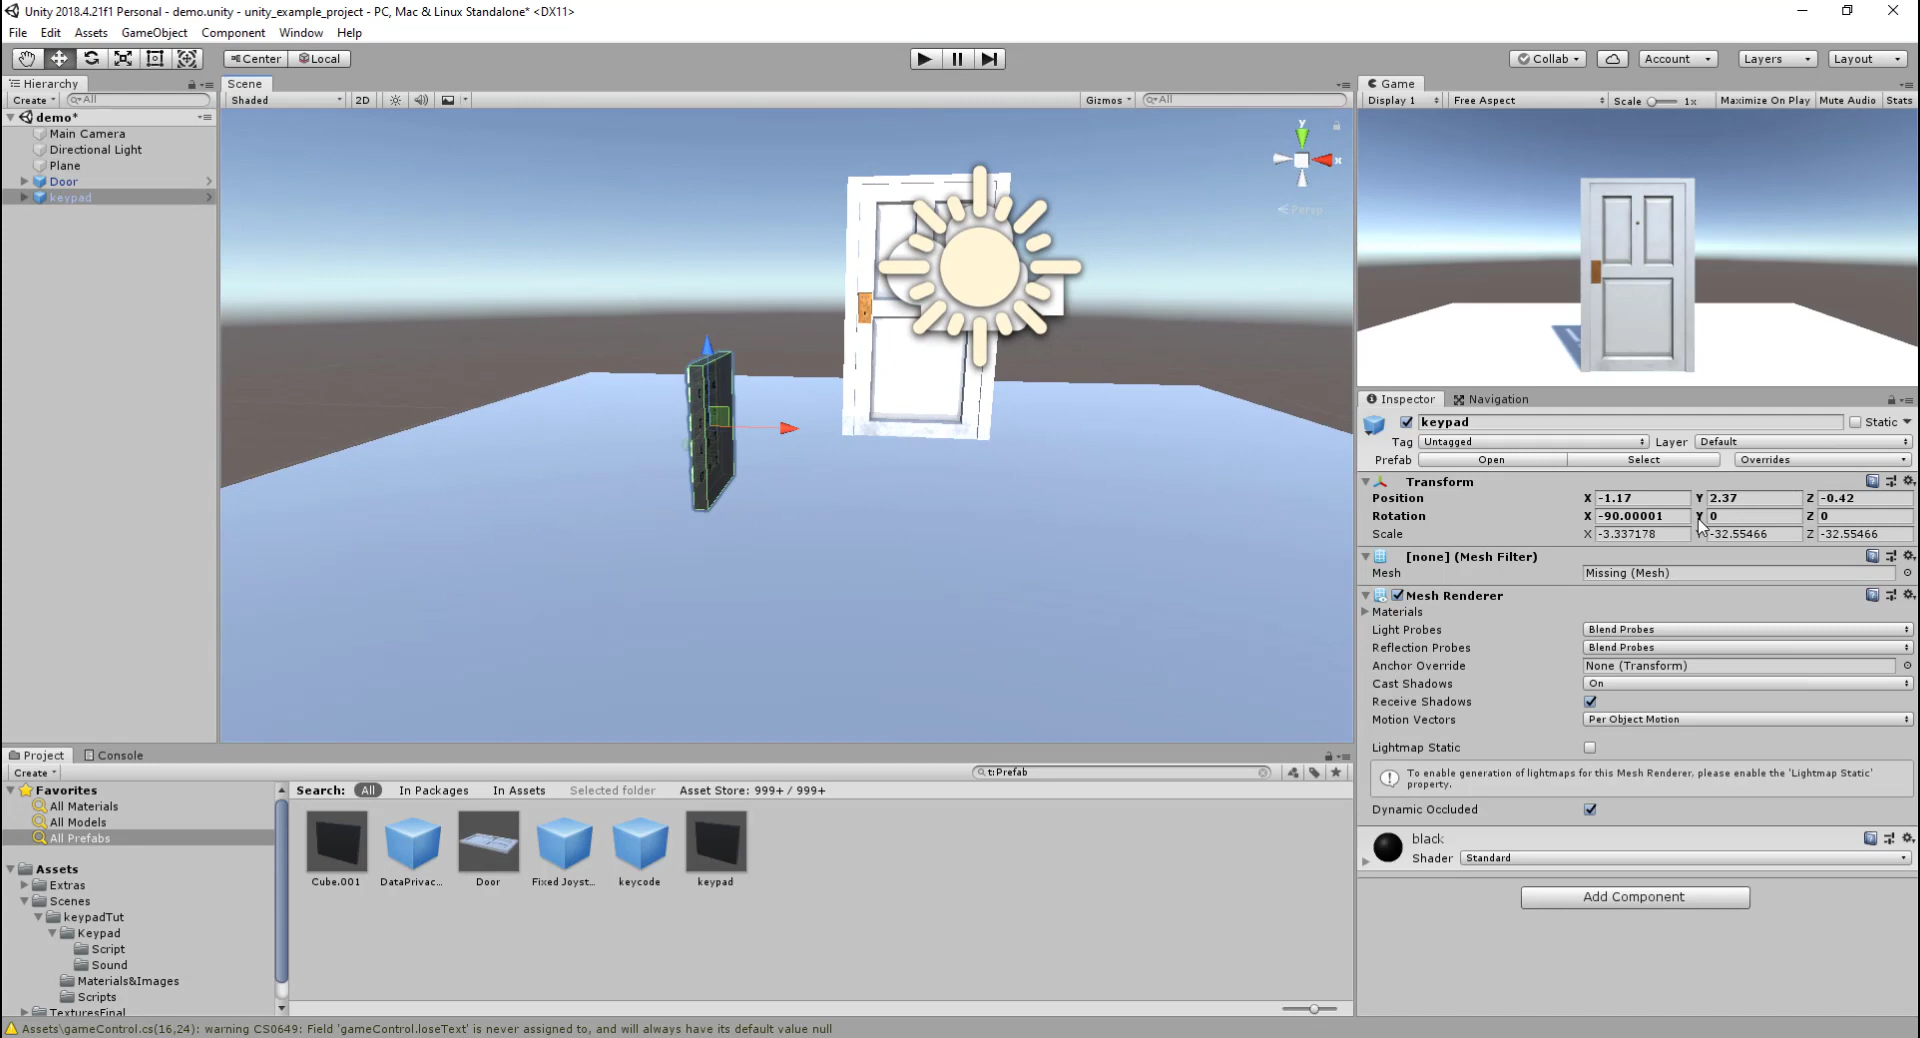 Unity 2018.4.21f1 Personal - demo.unity - unity_example_project - PC, Mac & Linux Standalone* <DX11>
File Edit Assets GameObject Component Window Help
Center Local Collab Account Layers Layout
Hierarchy
Create All
demo*
Main Camera
Directional Light
Plane
Door
keypad
Scene
Shaded 2D Gizmos All
y
x
Persp
Game
Display 1 Free Aspect Scale 1x Maximize On Play Mute Audio Stats
Inspector Navigation
keypad Static
Tag Untagged Layer Default
Prefab Open Select Overrides
Transform
Position X -1.17 Y 2.37 Z -0.42
Rotation X -90.00001 Y 0 Z 0
Scale X -3.337178 Y -32.55466 Z -32.55466
[none] (Mesh Filter)
Mesh Missing (Mesh)
Mesh Renderer
Materials
Light Probes Blend Probes
Reflection Probes Blend Probes
Anchor Override None (Transform)
Cast Shadows On
Receive Shadows
Motion Vectors Per Object Motion
Lightmap Static
To enable generation of lightmaps for this Mesh Renderer, please enable the 'Lightmap Static'
property.
Dynamic Occluded
black
Shader Standard
Add Component
Project Console
Create t:Prefab
Favorites
All Materials
All Models
All Prefabs
Assets
Extras
Scenes
keypadTut
Keypad
Script
Sound
Materials&Images
Scripts
TexturesFinal
Search: All In Packages In Assets Selected folder Asset Store: 999+ / 999+
Cube.001 DataPrivac... Door Fixed Joyst... keycode keypad
Assets\gameControl.cs(16,24): warning CS0649: Field 'gameControl.loseText' is never assigned to, and will always have its default value null